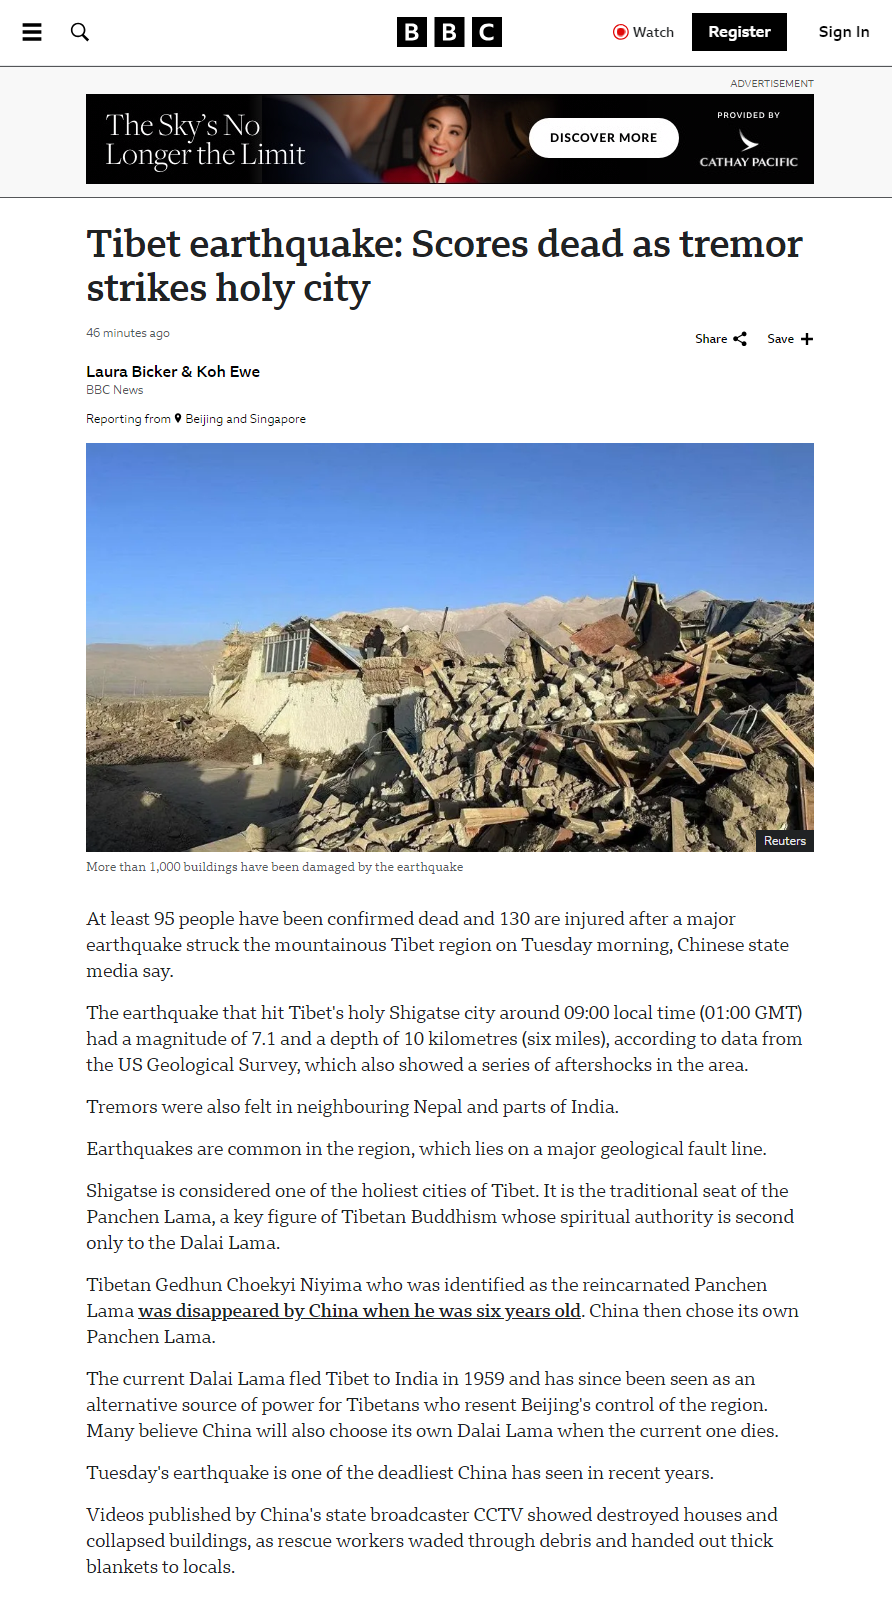 BBC
Watch
Register
Sign In
ADVERTISEMENT
The Sky's No
Longer the Limit
DISCOVER MORE
PROVIDED BY
CATHAY PACIFIC
Tibet earthquake: Scores dead as tremor
strikes holy city
46 minutes ago
Share
Save
Laura Bicker & Koh Ewe
BBC News
Reporting from Beijing and Singapore
Reuters
More than 1,000 buildings have been damaged by the earthquake
At least 95 people have been confirmed dead and 130 are injured after a major
earthquake struck the mountainous Tibet region on Tuesday morning, Chinese state
media say.
The earthquake that hit Tibet's holy Shigatse city around 09:00 local time (01:00 GMT)
had a magnitude of 7.1 and a depth of 10 kilometres (six miles), according to data from
the US Geological Survey, which also showed a series of aftershocks in the area.
Tremors were also felt in neighbouring Nepal and parts of India.
Earthquakes are common in the region, which lies on a major geological fault line.
Shigatse is considered one of the holiest cities of Tibet. It is the traditional seat of the
Panchen Lama, a key figure of Tibetan Buddhism whose spiritual authority is second
only to the Dalai Lama.
Tibetan Gedhun Choekyi Niyima who was identified as the reincarnated Panchen
Lama was disappeared by China when he was six years old. China then chose its own
Panchen Lama.
The current Dalai Lama fled Tibet to India in 1959 and has since been seen as an
alternative source of power for Tibetans who resent Beijing's control of the region.
Many believe China will also choose its own Dalai Lama when the current one dies.
Tuesday's earthquake is one of the deadliest China has seen in recent years.
Videos published by China's state broadcaster CCTV showed destroyed houses and
collapsed buildings, as rescue workers waded through debris and handed out thick
blankets to locals.